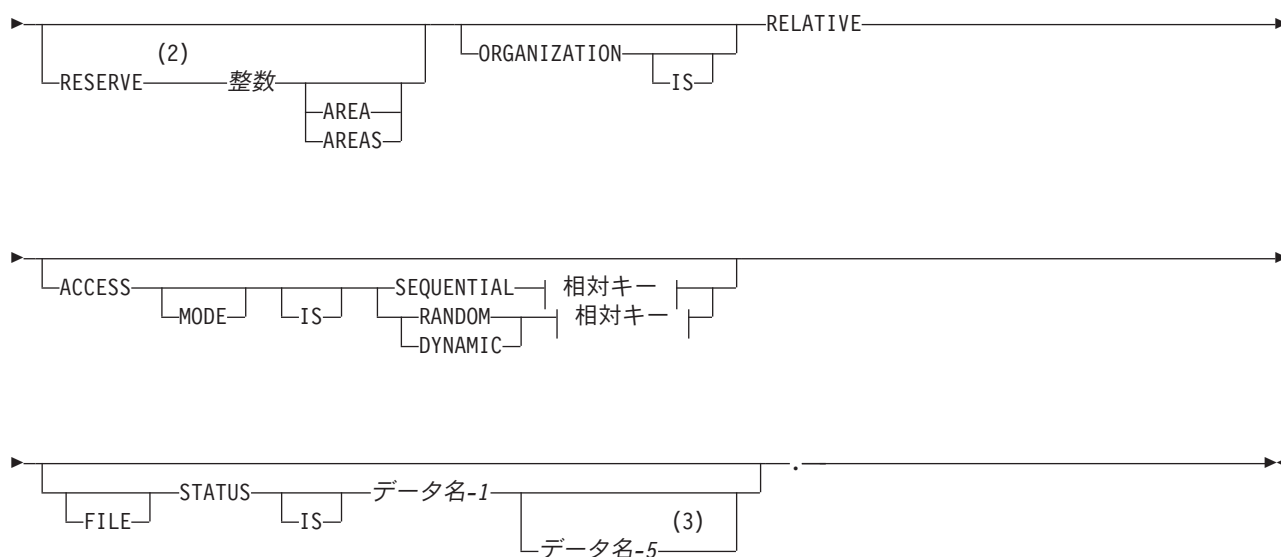 RELATIVE
(2)
ORGANIZATION
RESERVE 整数
IS
AREA
AREAS
ACCESS SEQUENTIAL 相対キー
MODE IS RANDOM 相対キー
DYNAMIC
.
STATUS データ名-1
FILE IS (3)
データ名-5